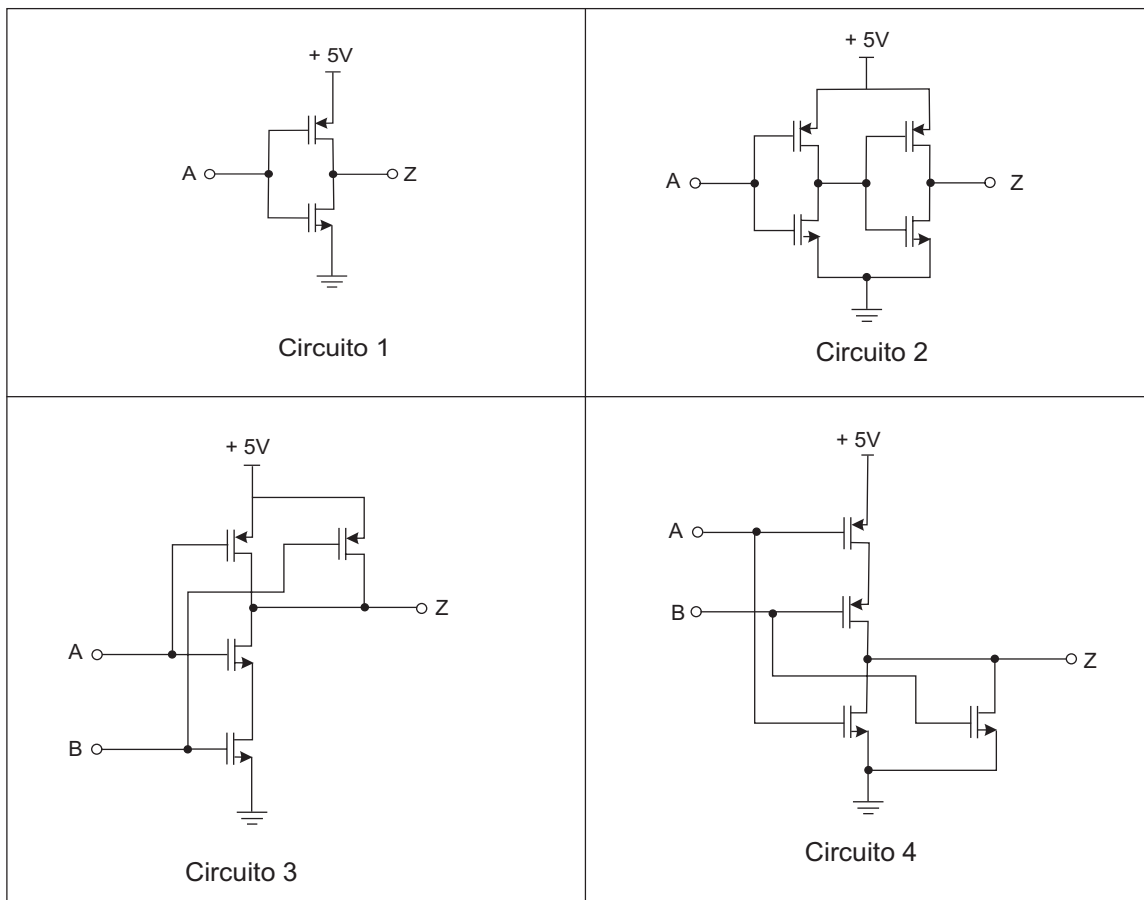 + 5V
A
Z
Circuito 1
+ 5V
A
Z
Circuito 2
+ 5V
Z
A
B
Circuito 3
+ 5V
A
B
Z
Circuito 4